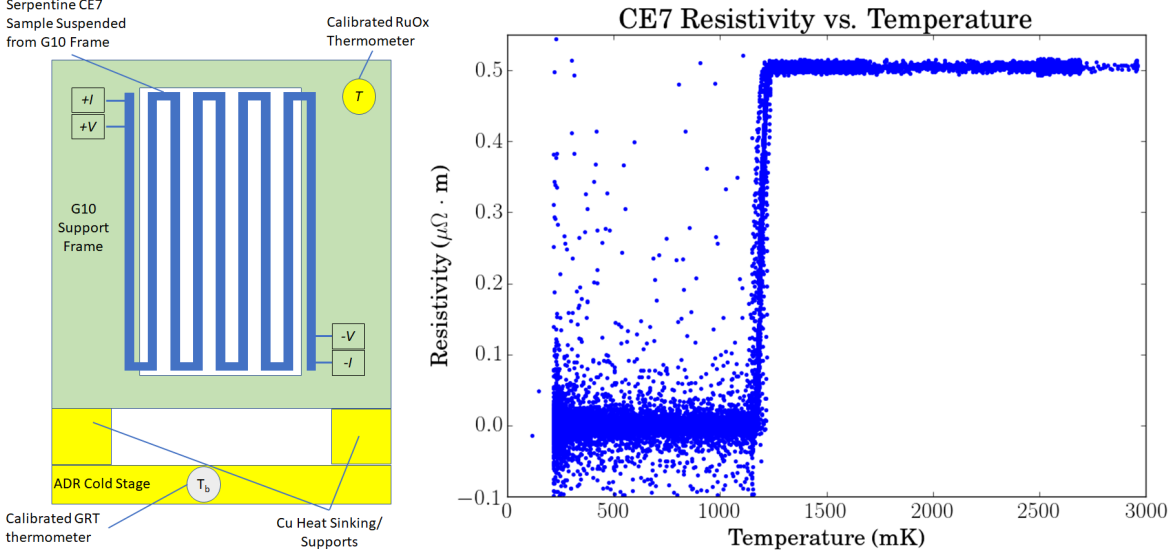 Serpentine CE7
Sample Suspended
from G10 Frame
Calibrated RuOx
Thermometer
+I
+V
T
G10
Support
Frame
-V
-I
ADR Cold Stage
Tb
Calibrated GRT
thermometer
Cu Heat Sinking/
Supports
CE7 Resistivity vs. Temperature
Resistivity (μΩ · m)
0.5
0.4
0.3
0.2
0.1
0.0
−0.1
0
500
1000
1500
2000
2500
3000
Temperature (mK)